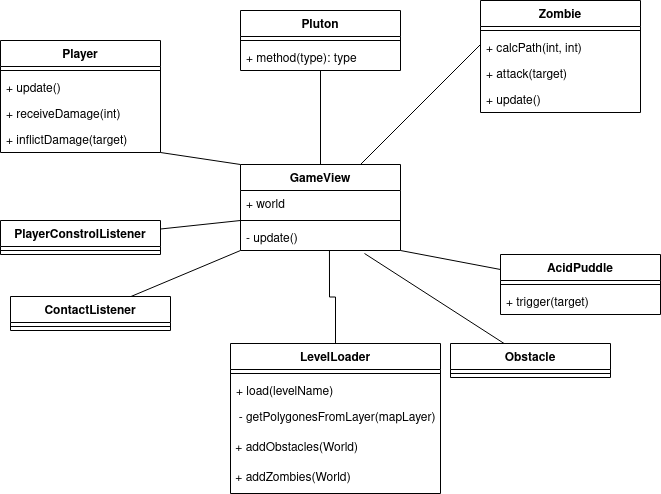 Pluton
+ method(type): type
Zombie
+ calcPath(int, int)
+ attack(target)
+ update()
Player
+ update()
+ receiveDamage(int)
+ inflictDamage(target)
GameView
+ world
- update()
PlayerConstrolListener
ContactListener
AcidPuddle
+ trigger(target)
LevelLoader
+ load(levelName)
- getPolygonesFromLayer(mapLayer)
+ addObstacles(World)
+ addZombies(World)
Obstacle